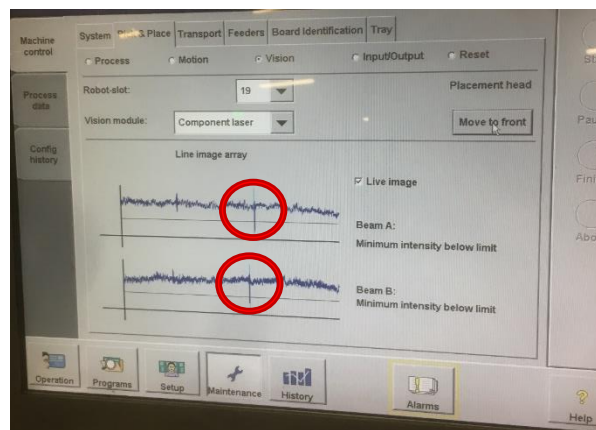 System Pick & Place Transport Feeders Board Identification Tray
Machine control
Process Motion Vision Input/Output Reset
Process data
Robot-slot: 19 Placement head
Vision module: Component laser Move to front
Config history
Line image array
Live image
Beam A:
Minimum intensity below limit
Beam B:
Minimum intensity below limit
Operation Programs Setup Maintenance History Alarms Help